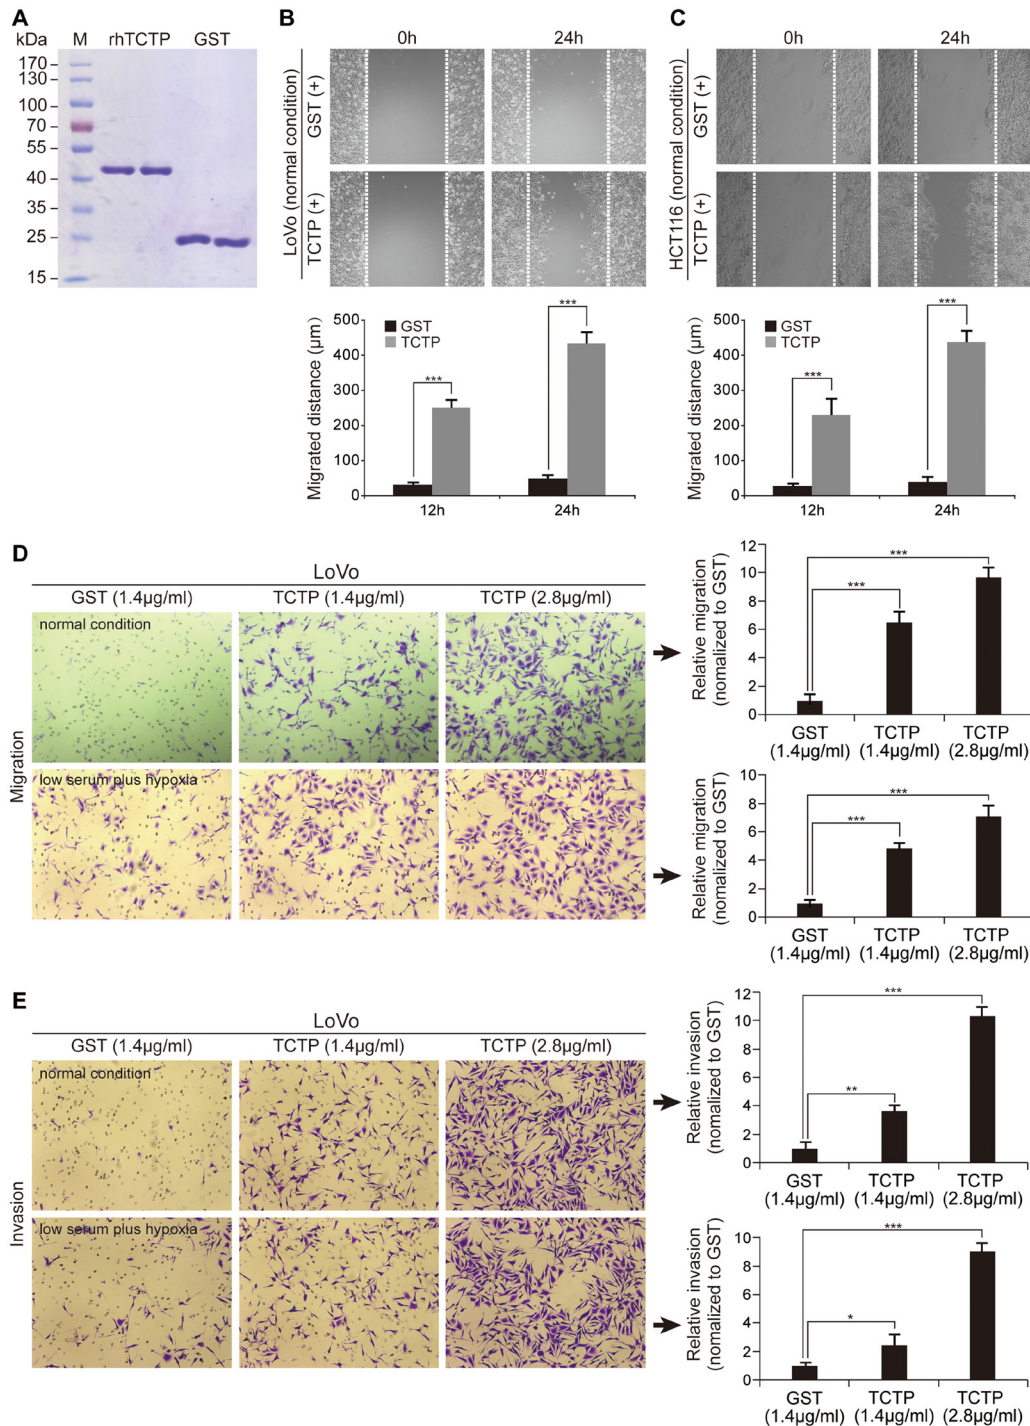 A
kDa M rhTCTP GST
170
130
100
70
55
40
35
25
15
B
0h 24h
LoVo (normal condition)
GST (+)
TCTP (+)
Migrated distance (μm)
500
400
300
200
100
0
GST
TCTP
***
***
12h 24h
C
0h 24h
HCT116 (normal condition)
GST (+)
TCTP (+)
Migrated distance (μm)
500
400
300
200
100
0
GST
TCTP
***
***
12h 24h
D
LoVo
GST (1.4μg/ml) TCTP (1.4μg/ml) TCTP (2.8μg/ml)
Migration
normal condition
low serum plus hypoxia
Relative migration
(normalized to GST)
12
10
8
6
4
2
0
***
***
GST TCTP TCTP
(1.4μg/ml) (1.4μg/ml) (2.8μg/ml)
Relative migration
(normalized to GST)
10
8
6
4
2
0
***
***
GST TCTP TCTP
(1.4μg/ml) (1.4μg/ml) (2.8μg/ml)
E
LoVo
GST (1.4μg/ml) TCTP (1.4μg/ml) TCTP (2.8μg/ml)
Invasion
normal condition
low serum plus hypoxia
Relative invasion
(nomalized to GST)
12
10
8
6
4
2
0
***
**
GST TCTP TCTP
(1.4μg/ml) (1.4μg/ml) (2.8μg/ml)
Relative invasion
(normalized to GST)
10
8
6
4
2
0
***
*
GST TCTP TCTP
(1.4μg/ml) (1.4μg/ml) (2.8μg/ml)